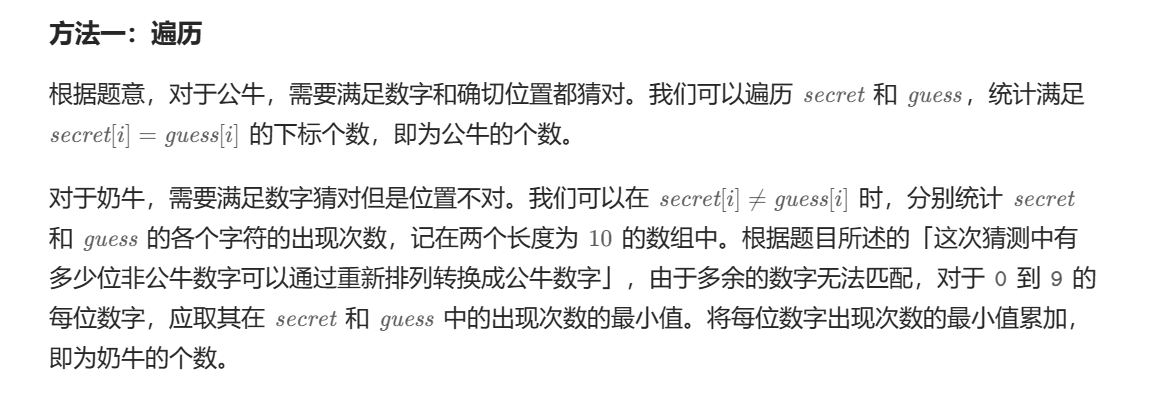 方法一：遍历
根据题意，对于公牛，需要满足数字和确切位置都猜对。我们可以遍历 secret 和 guess，统计满足
secret[i] = guess[i] 的下标个数，即为公牛的个数。
对于奶牛，需要满足数字猜对但是位置不对。我们可以在 secret[i] ≠ guess[i] 时，分别统计 secret
和 guess 的各个字符的出现次数，记在两个长度为 10 的数组中。根据题目所述的「这次猜测中有
多少位非公牛数字可以通过重新排列转换成公牛数字」，由于多余的数字无法匹配，对于 0 到 9 的
每位数字，应取其在 secret 和 guess 中的出现次数的最小值。将每位数字出现次数的最小值累加，
即为奶牛的个数。